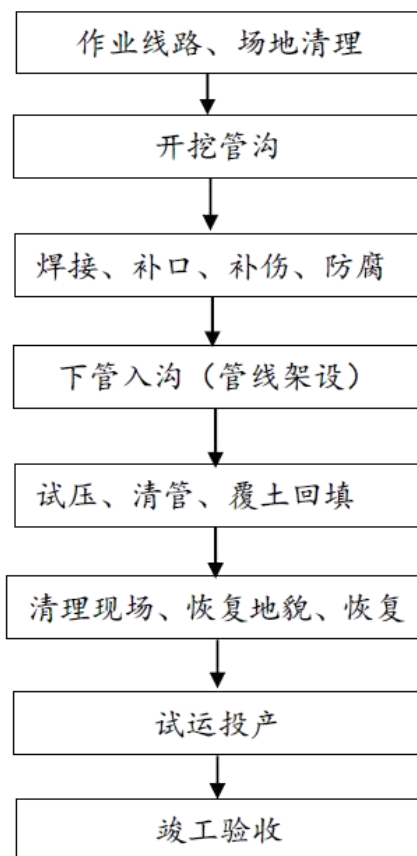 作业线路、场地清理
开挖管沟
焊接、补口、补伤、防腐
下管入沟（管线架设）
试压、清管、覆土回填
清理现场、恢复地貌、恢复
试运投产
竣工验收